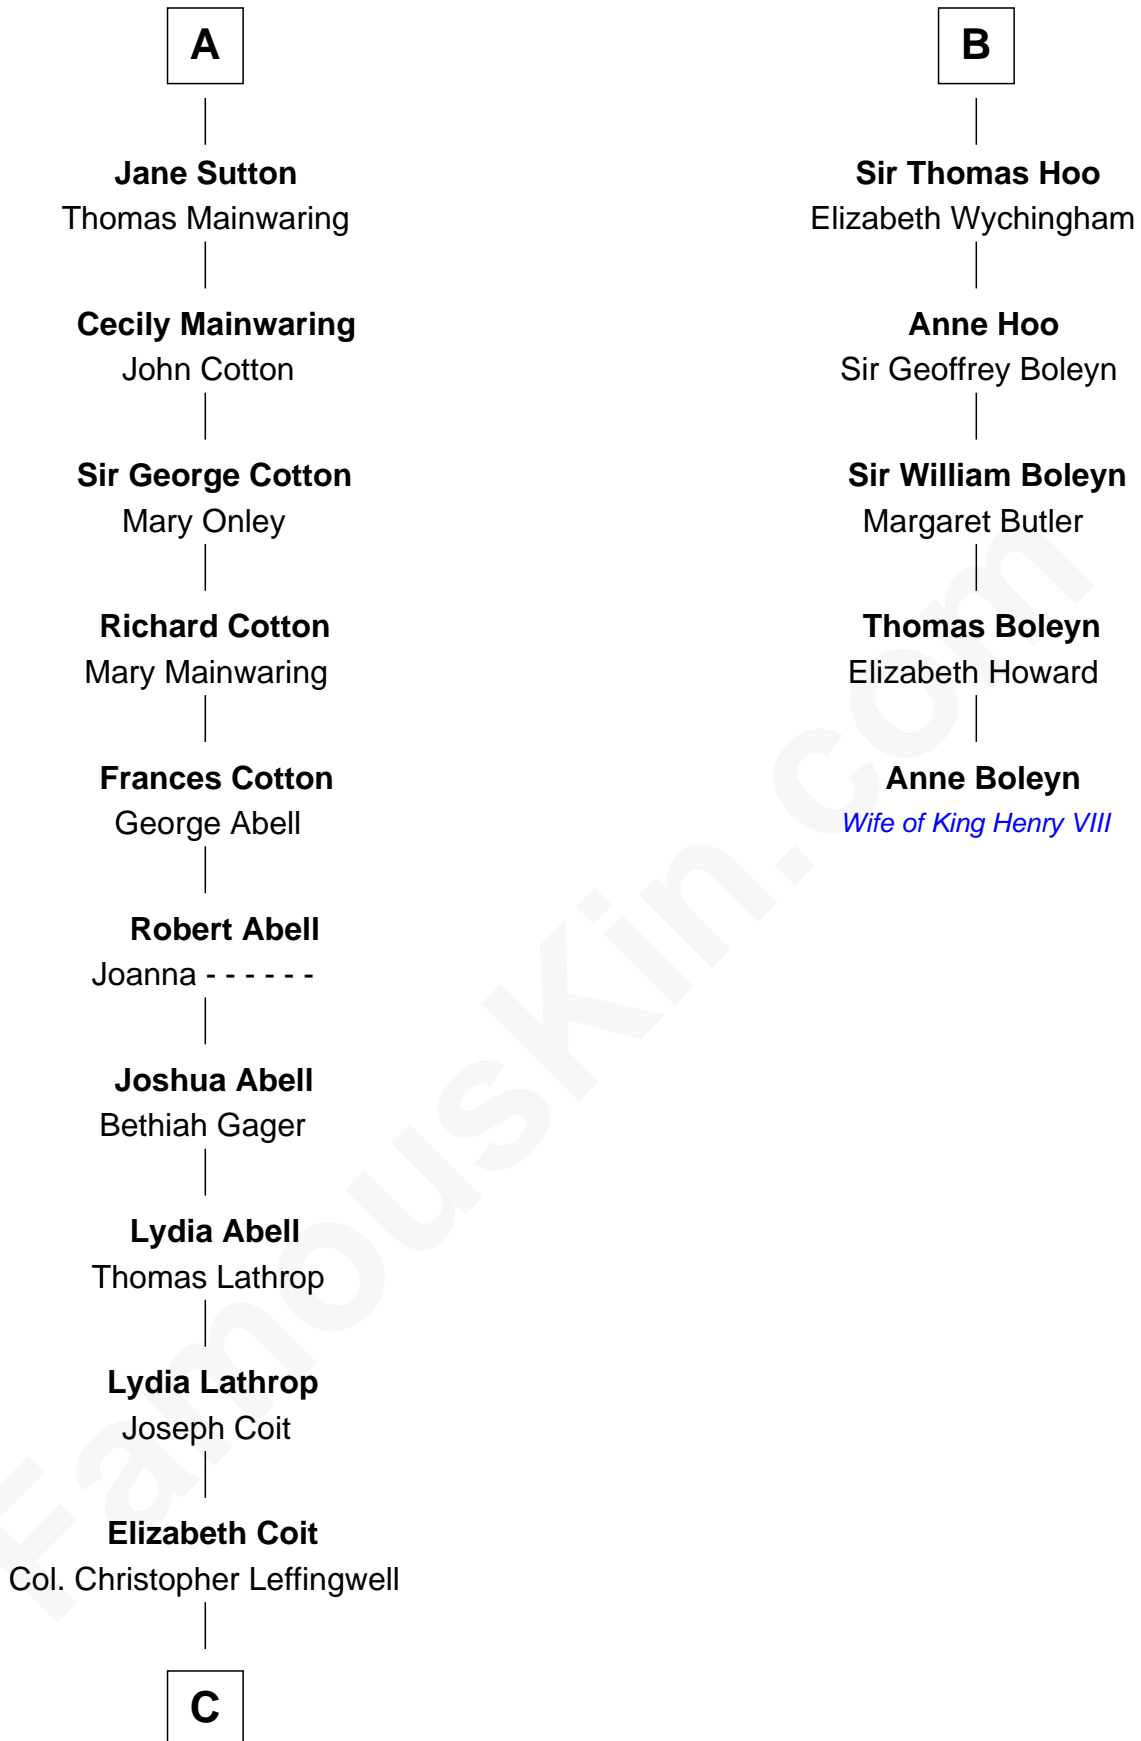 A
Jane Sutton
Thomas Mainwaring
Cecily Mainwaring
John Cotton
Sir George Cotton
Mary Onley
Richard Cotton
Mary Mainwaring
Frances Cotton
George Abell
Robert Abell
Joanna - - - - - -
Joshua Abell
Bethiah Gager
Lydia Abell
Thomas Lathrop
Lydia Lathrop
Joseph Coit
Elizabeth Coit
Col. Christopher Leffingwell
C
B
Sir Thomas Hoo
Elizabeth Wychingham
Anne Hoo
Sir Geoffrey Boleyn
Sir William Boleyn
Margaret Butler
Thomas Boleyn
Elizabeth Howard
Anne Boleyn
Wife of King Henry VIII
FamousKin.com